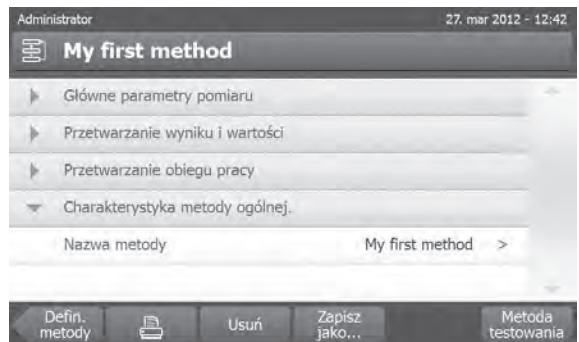 Administrator 27. mar 2012 - 12:42
My first method
Główne parametry pomiaru
Przetwarzanie wyniku i wartości
Przetwarzanie obiegu pracy
Charakterystyka metody ogólnej.
Nazwa metody My first method >
Defin. metody
Usuń
Zapisz jako...
Metoda testowania